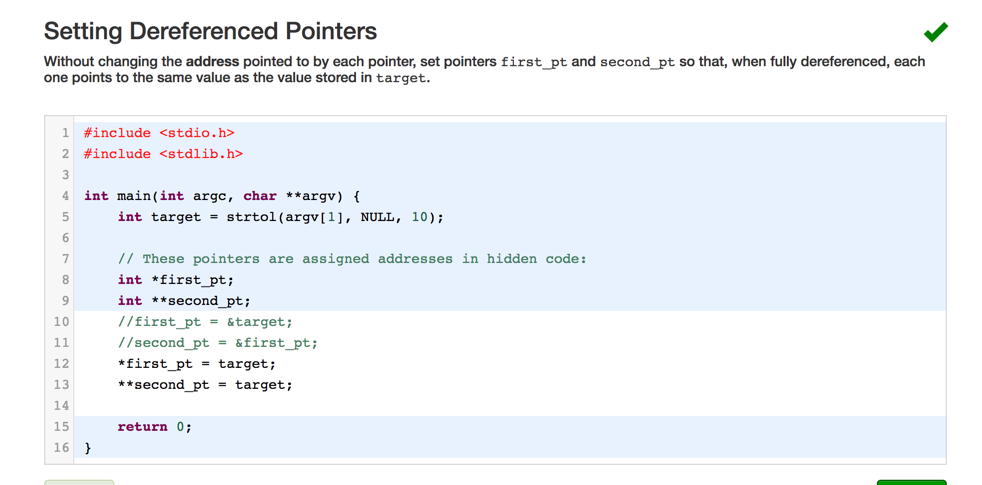 Setting Dereferenced Pointers
Without changing the address pointed to by each pointer, set pointers first_pt and second_pt so that, when fully dereferenced, each
one points to the same value as the value stored in target.
1 #include <stdio.h>
2 #include <stdlib.h>
3
4 int main(int argc, char **argv) {
5     int target = strtol(argv[1], NULL, 10);
6
7     // These pointers are assigned addresses in hidden code:
8     int *first_pt;
9     int **second_pt;
10     //first_pt = &target;
11     //second_pt = &first_pt;
12     *first_pt = target;
13     **second_pt = target;
14
15     return 0;
16 }